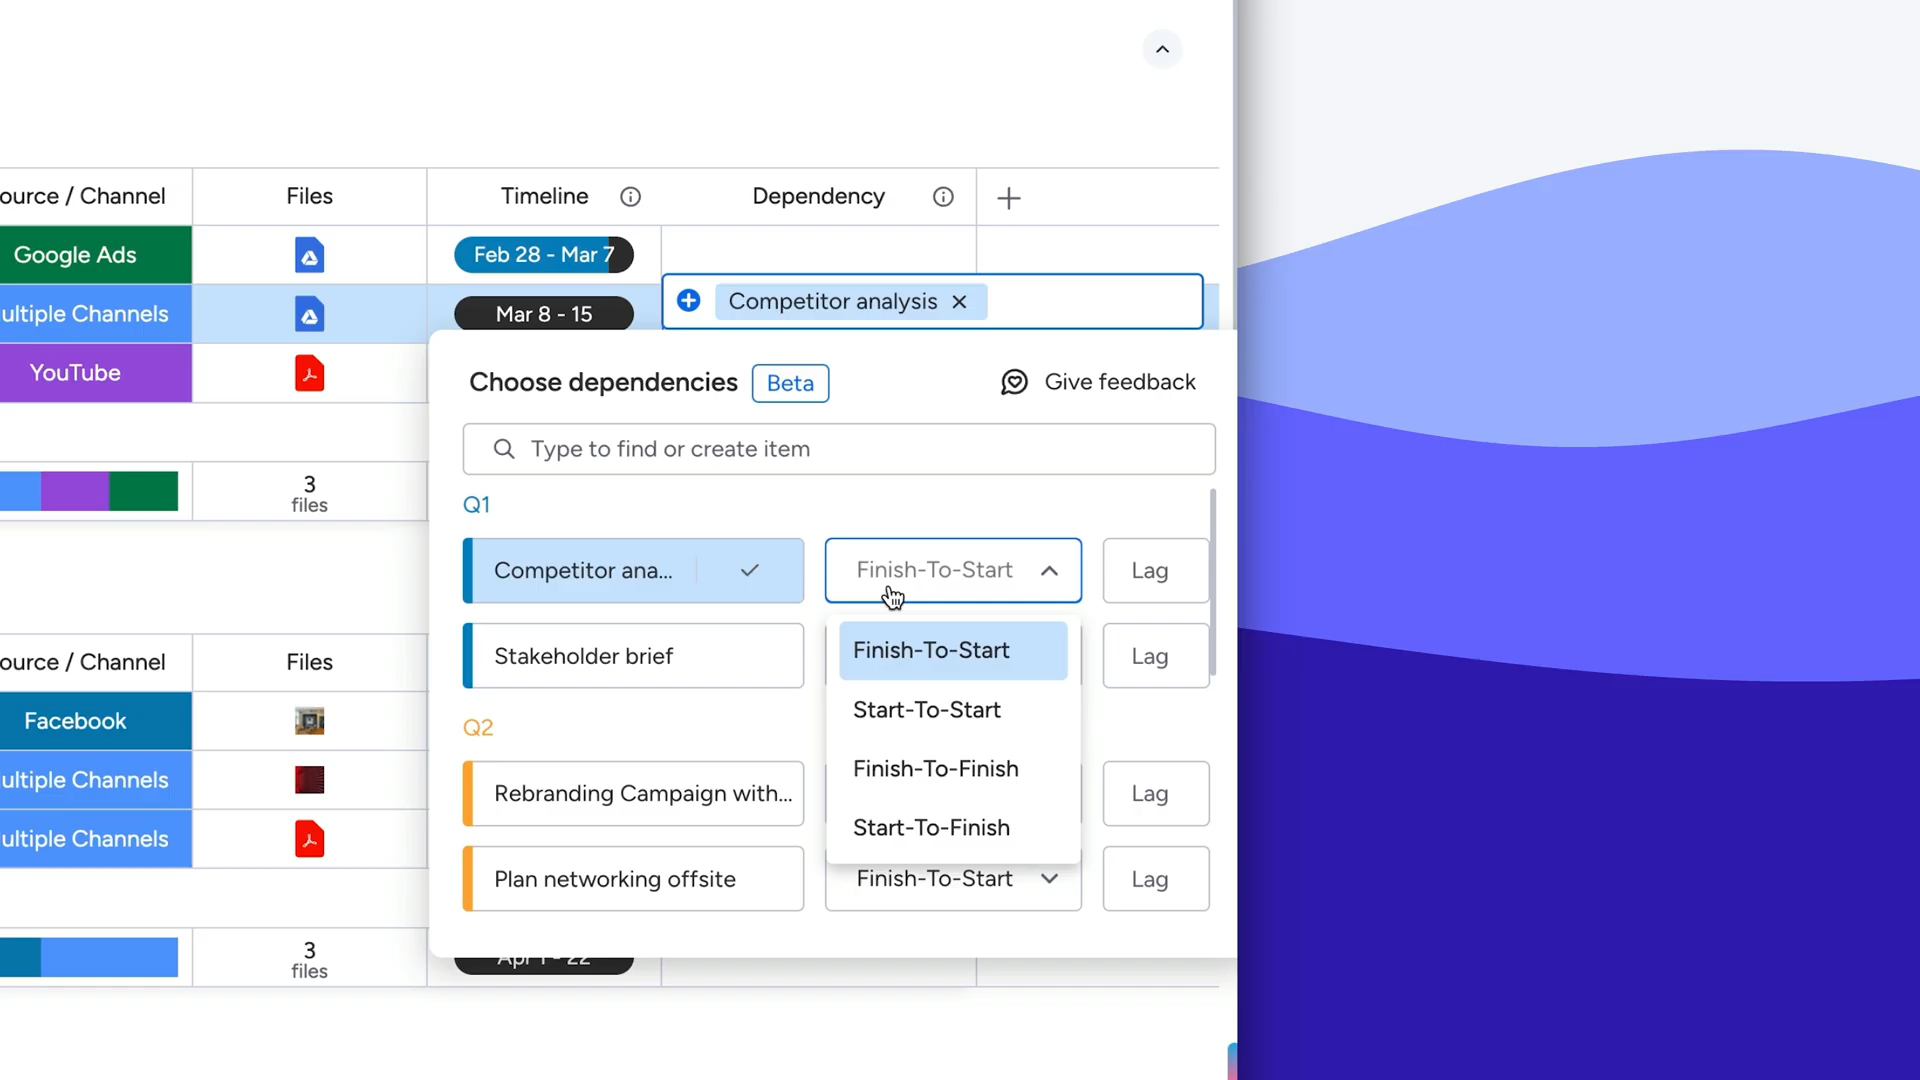 ource / Channel Files Timeline Dependency
Google Ads Feb 28 - Mar 7
ultiple Channels Mar 8 - 15 Competitor analysis
YouTube
Choose dependencies Beta Give feedback
Type to find or create item
3
files
Q1
Competitor ana... Finish-To-Start Lag
Finish-To-Start
Stakeholder brief Lag
Start-To-Start
Q2
Finish-To-Finish
Rebranding Campaign with... Lag
Start-To-Finish
Plan networking offsite Finish-To-Start Lag
ource / Channel Files
Facebook
ultiple Channels
ultiple Channels
3
files
Apr 1 - 22